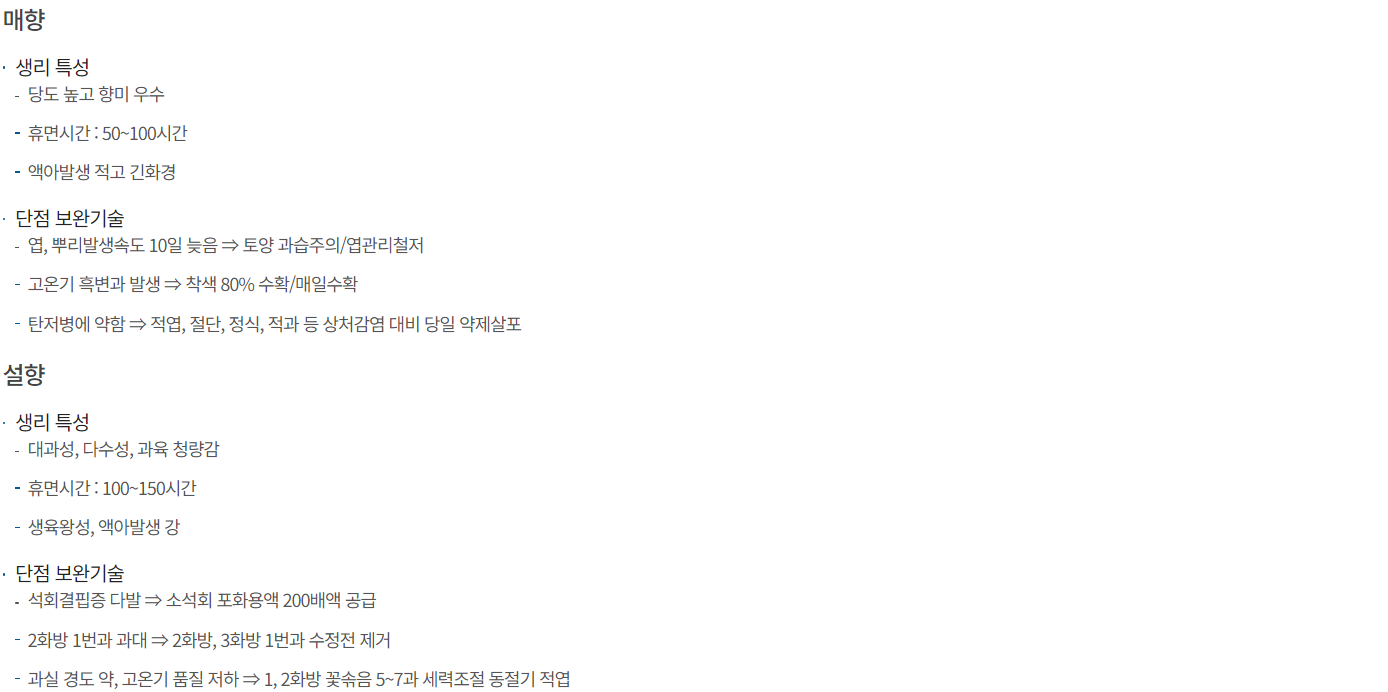 매향
· 생리 특성
- 당도 높고 향미 우수
- 휴면시간 : 50~100시간
- 액아발생 적고 긴화경
· 단점 보완기술
- 엽, 뿌리발생속도 10일 늦음 ⇒ 토양 과습주의/엽관리철저
- 고온기 흑변과 발생 ⇒ 착색 80% 수확/매일수확
- 탄저병에 약함 ⇒ 적엽, 절단, 정식, 적과 등 상처감염 대비 당일 약제살포
설향
· 생리 특성
- 대과성, 다수성, 과육 청량감
- 휴면시간 : 100~150시간
- 생육왕성, 액아발생 강
· 단점 보완기술
- 석회결핍증 다발 ⇒ 소석회 포화용액 200배액 공급
- 2화방 1번과 과대 ⇒ 2화방, 3화방 1번과 수정전 제거
- 과실 경도 약, 고온기 품질 저하 ⇒ 1, 2화방 꽃솎음 5~7과 세력조절 동절기 적엽